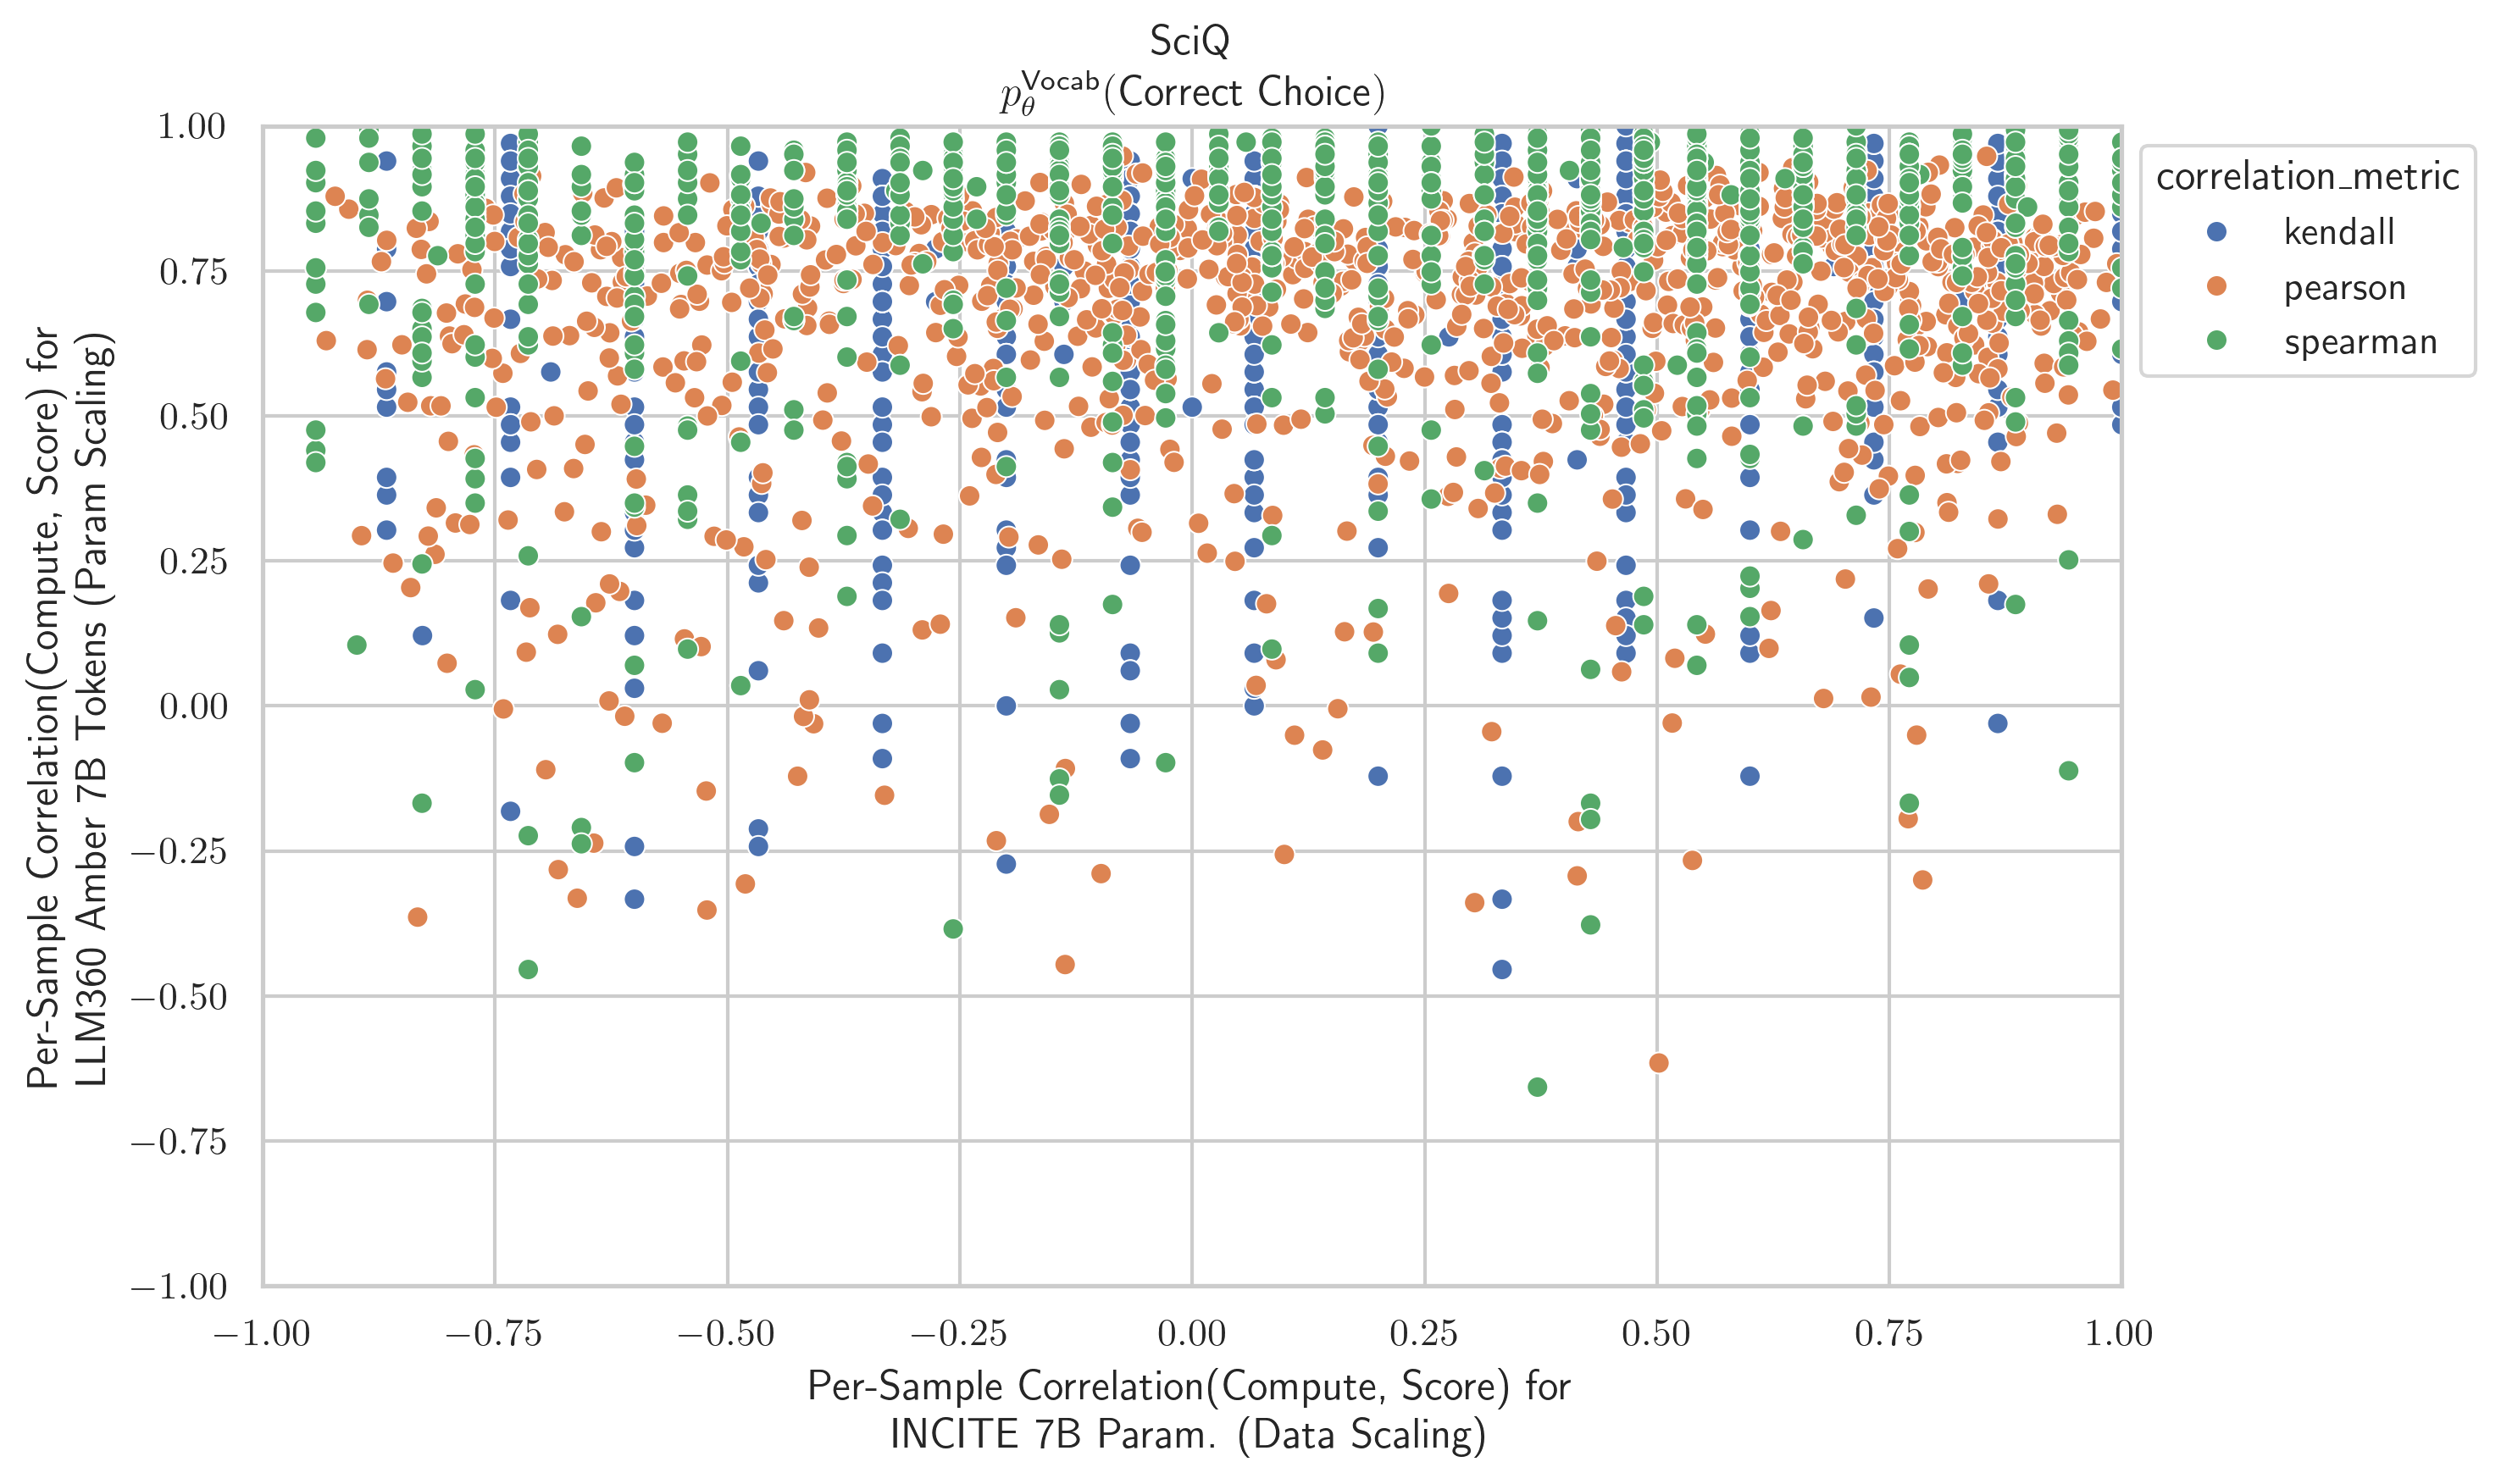 SciQ
p_θ^Vocab(Correct Choice)
1.00
0.75
0.50
0.25
0.00
−0.25
−0.50
−0.75
−1.00
Per-Sample Correlation(Compute, Score) for
LLM360 Amber 7B Tokens (Param Scaling)
−1.00 −0.75 −0.50 −0.25 0.00 0.25 0.50 0.75 1.00
Per-Sample Correlation(Compute, Score) for
INCITE 7B Param. (Data Scaling)
correlation_metric
kendall
pearson
spearman